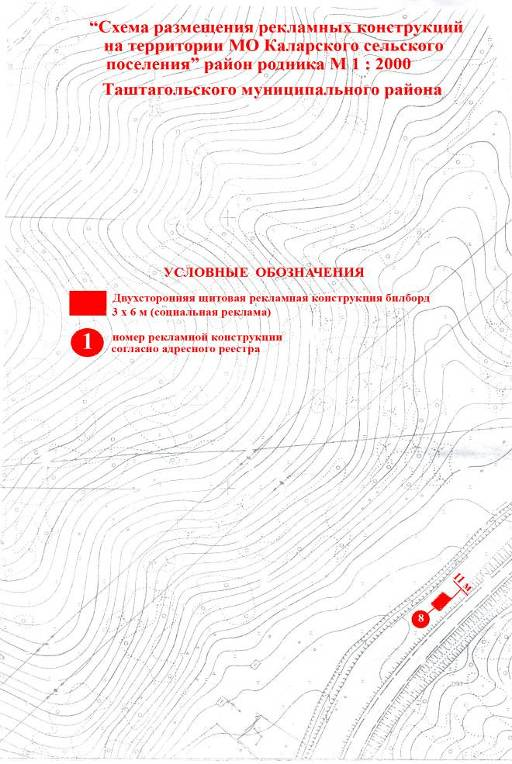 “Схема размещения рекламных конструкций
на территории МО Каларского сельского
поселения” район родника М 1 : 2000
Таштагольского муниципального района
УСЛОВНЫЕ ОБОЗНАЧЕНИЯ
Двухсторонняя щитовая рекламная конструкция билборд
3 х 6 м (социальная реклама)
1
номер рекламной конструкции
согласно адресного реестра
11 м
8